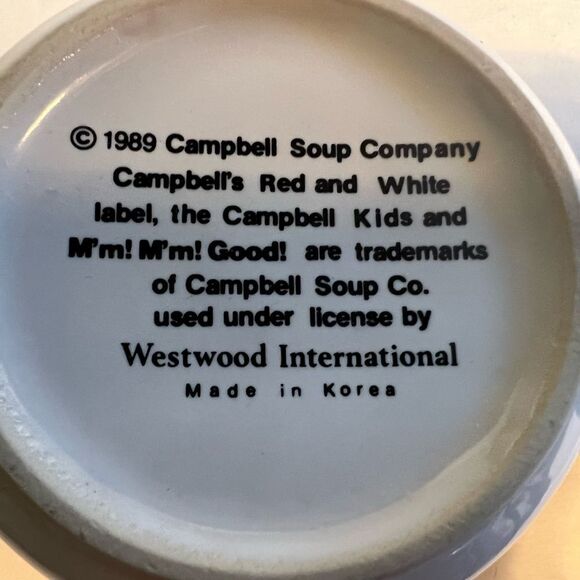 © 1989 Campbell Soup Company
Campbell's Red and White
label, the Campbell Kids and
M'm! M'm! Good! are trademarks
of Campbell Soup Co.
used under license by
Westwood International
Made in Korea